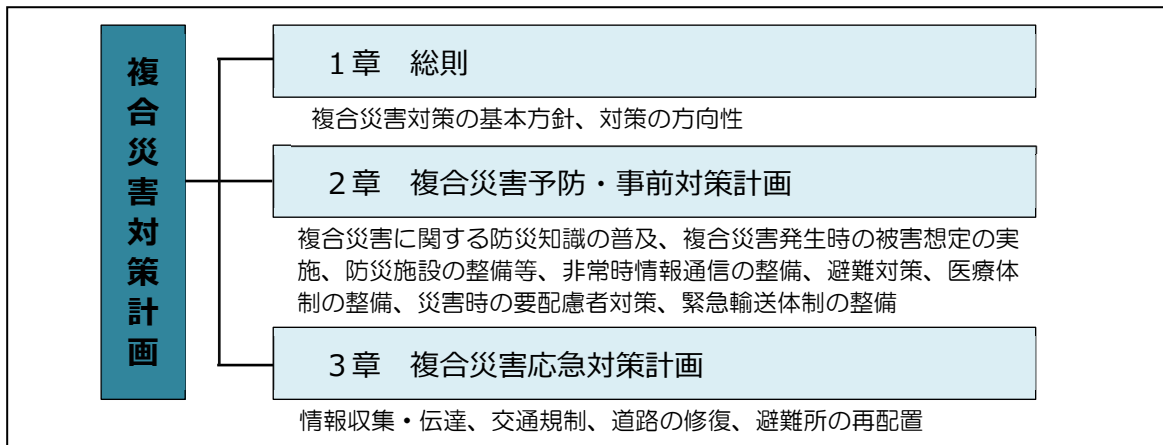 複合災害対策計画
1章 総則
複合災害対策の基本方針、対策の方向性
2章 複合災害予防・事前対策計画
複合災害に関する防災知識の普及、複合災害発生時の被害想定の実
施、防災施設の整備等、非常時情報通信の整備、避難対策、医療体
制の整備、災害時の要配慮者対策、緊急輸送体制の整備
3章 複合災害応急対策計画
情報収集・伝達、交通規制、道路の修復、避難所の再配置